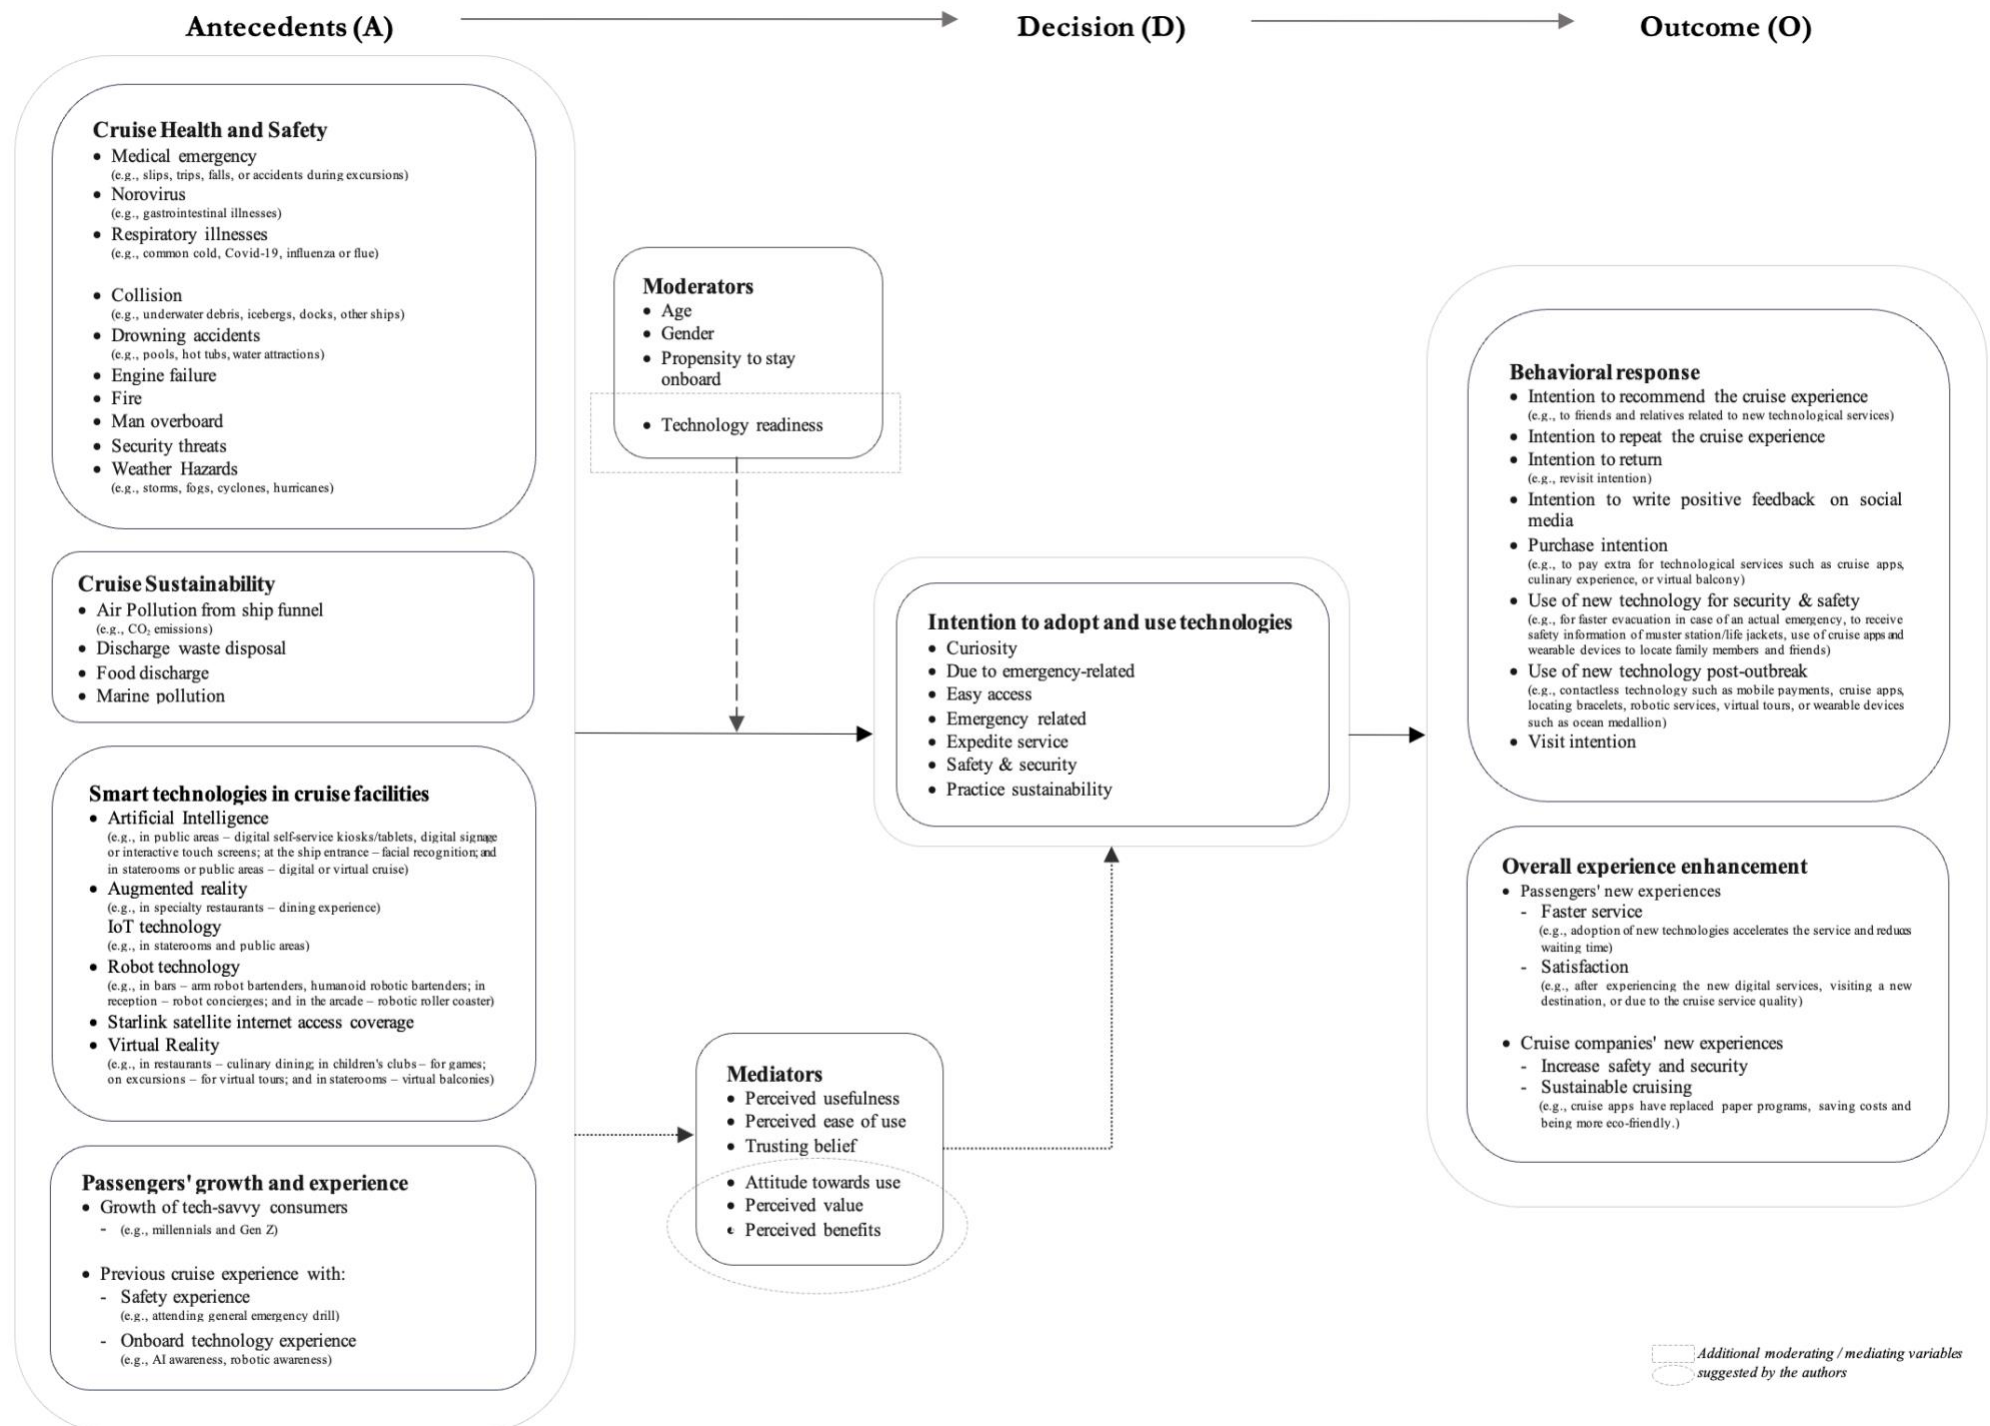 Antecedents (A)
Decision (D)
Outcome (O)
Cruise Health and Safety
• Medical emergency
(e.g., slips, trips, falls, or accidents during excursions)
• Norovirus
(e.g., gastrointestinal illnesses)
• Respiratory illnesses
(e.g., common cold, Covid-19, influenza or flue)
• Collision
(e.g., underwater debris, icebergs, docks, other ships)
• Drowning accidents
(e.g., pools, hot tubs, water attractions)
• Engine failure
• Fire
• Man overboard
• Security threats
• Weather Hazards
(e.g., storms, fogs, cyclones, hurricanes)
Cruise Sustainability
• Air Pollution from ship funnel
(e.g., CO₂ emissions)
• Discharge waste disposal
• Food discharge
• Marine pollution
Smart technologies in cruise facilities
• Artificial Intelligence
(e.g., in public areas – digital self-service kiosks/tablets, digital signage
or interactive touch screens; at the ship entrance – facial recognition; and
in staterooms or public areas – digital or virtual cruise)
• Augmented reality
(e.g., in specialty restaurants – dining experience)
IoT technology
(e.g., in staterooms and public areas)
• Robot technology
(e.g., in bars – arm robot bartenders, humanoid robotic bartenders; in
reception – robot concierges; and in the arcade – robotic roller coaster)
• Starlink satellite internet access coverage
• Virtual Reality
(e.g., in restaurants – culinary dining; in children's clubs – for games;
on excursions – for virtual tours; and in staterooms – virtual balconies)
Passengers' growth and experience
• Growth of tech-savvy consumers
- (e.g., millennials and Gen Z)
• Previous cruise experience with:
- Safety experience
(e.g., attending general emergency drill)
- Onboard technology experience
(e.g., AI awareness, robotic awareness)
Moderators
• Age
• Gender
• Propensity to stay
onboard
• Technology readiness
Mediators
• Perceived usefulness
• Perceived ease of use
• Trusting belief
• Attitude towards use
• Perceived value
• Perceived benefits
Intention to adopt and use technologies
• Curiosity
• Due to emergency-related
• Easy access
• Emergency related
• Expedite service
• Safety & security
• Practice sustainability
Behavioral response
• Intention to recommend the cruise experience
(e.g., to friends and relatives related to new technological services)
• Intention to repeat the cruise experience
• Intention to return
(e.g., revisit intention)
• Intention to write positive feedback on social
media
• Purchase intention
(e.g., to pay extra for technological services such as cruise apps,
culinary experience, or virtual balcony)
• Use of new technology for security & safety
(e.g., for faster evacuation in case of an actual emergency, to receive
safety information of muster station/life jackets, use of cruise apps and
wearable devices to locate family members and friends)
• Use of new technology post-outbreak
(e.g., contactless technology such as mobile payments, cruise apps,
locating bracelets, robotic services, virtual tours, or wearable devices
such as ocean medallion)
• Visit intention
Overall experience enhancement
• Passengers' new experiences
- Faster service
(e.g., adoption of new technologies accelerates the service and reduces
waiting time)
- Satisfaction
(e.g., after experiencing the new digital services, visiting a new
destination, or due to the cruise service quality)
• Cruise companies' new experiences
- Increase safety and security
- Sustainable cruising
(e.g., cruise apps have replaced paper programs, saving costs and
being more eco-friendly.)
Additional moderating / mediating variables
suggested by the authors